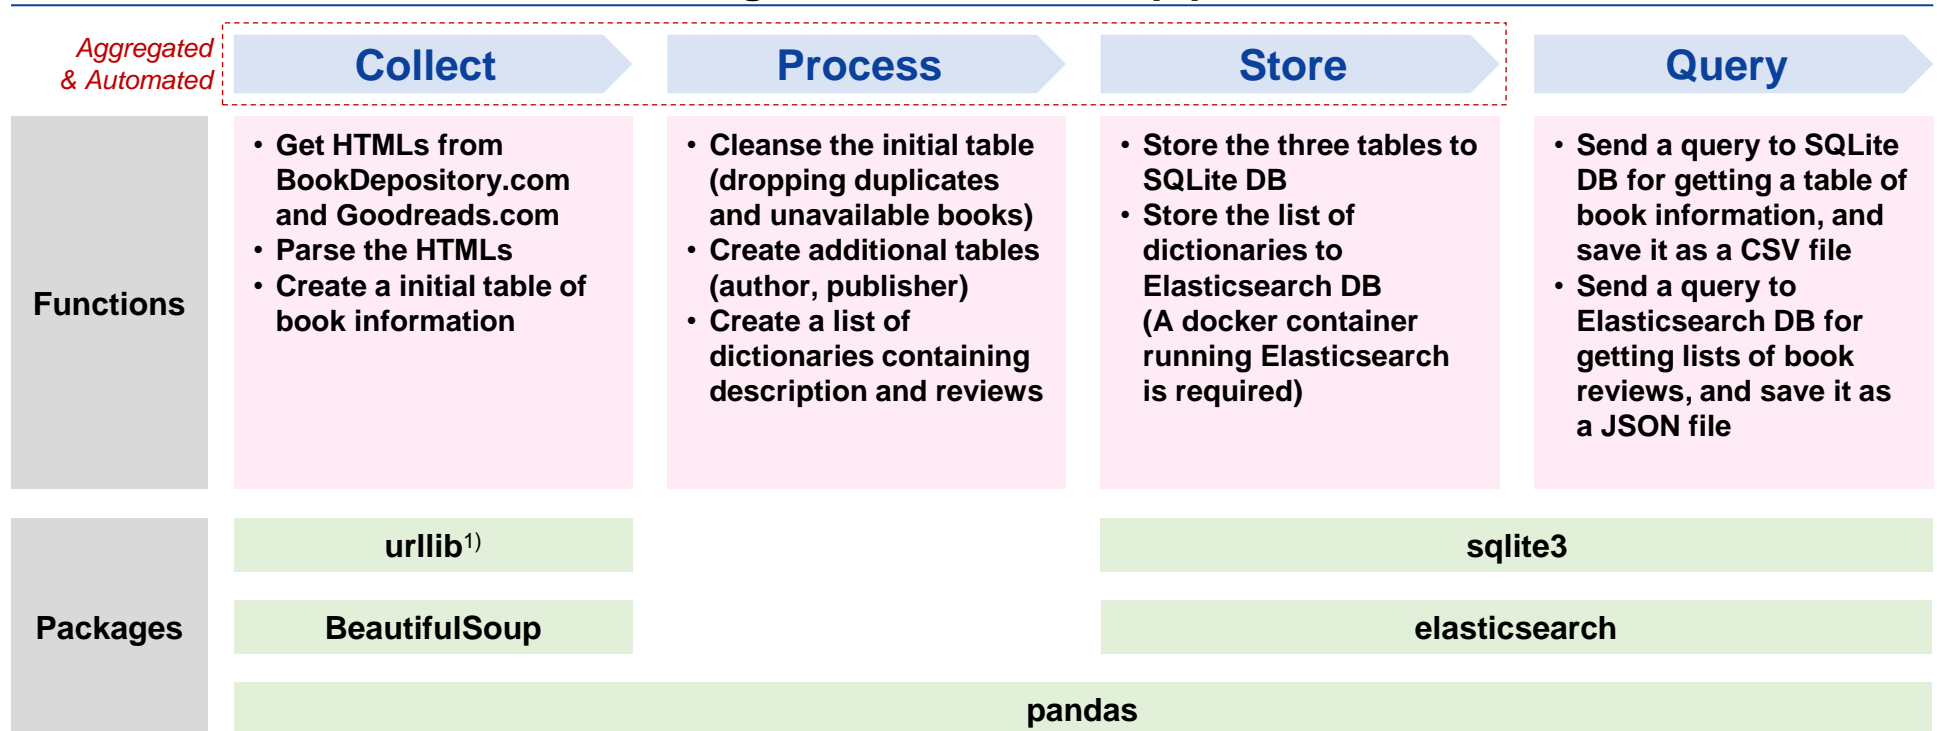 Aggregated
& Automated
Collect
Process
Store
Query
Functions
• Get HTMLs from
BookDepository.com
and Goodreads.com
• Parse the HTMLs
• Create a initial table of
book information
• Cleanse the initial table
(dropping duplicates
and unavailable books)
• Create additional tables
(author, publisher)
• Create a list of
dictionaries containing
description and reviews
• Store the three tables to
SQLite DB
• Store the list of
dictionaries to
Elasticsearch DB
(A docker container
running Elasticsearch
is required)
• Send a query to SQLite
DB for getting a table of
book information, and
save it as a CSV file
• Send a query to
Elasticsearch DB for
getting lists of book
reviews, and save it as
a JSON file
Packages
urllib1)
sqlite3
BeautifulSoup
elasticsearch
pandas